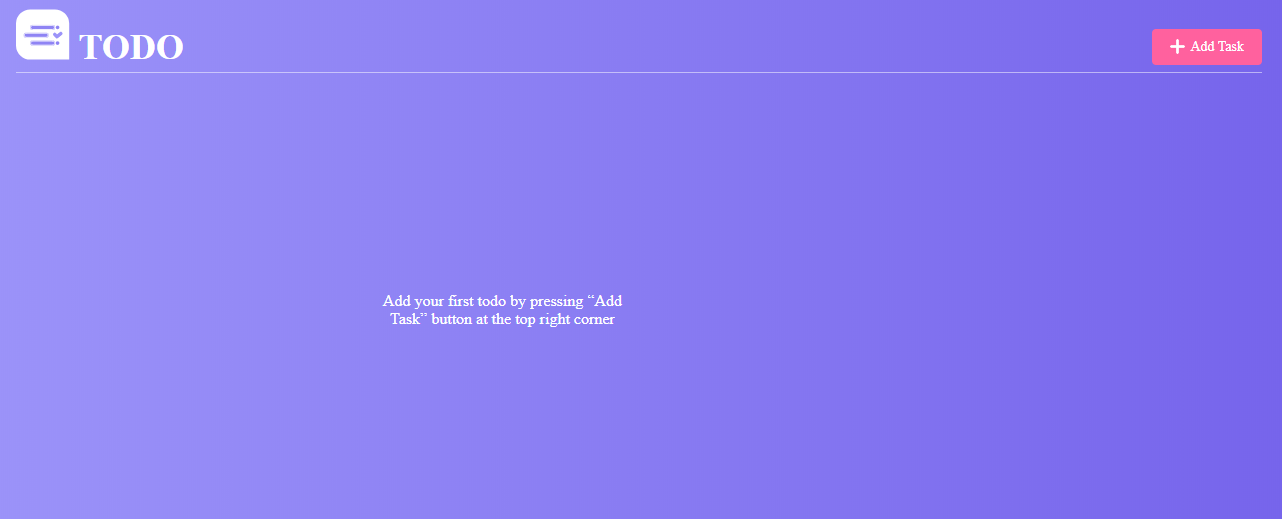 TODO
Add Task
Add your first todo by pressing “Add
Task” button at the top right corner